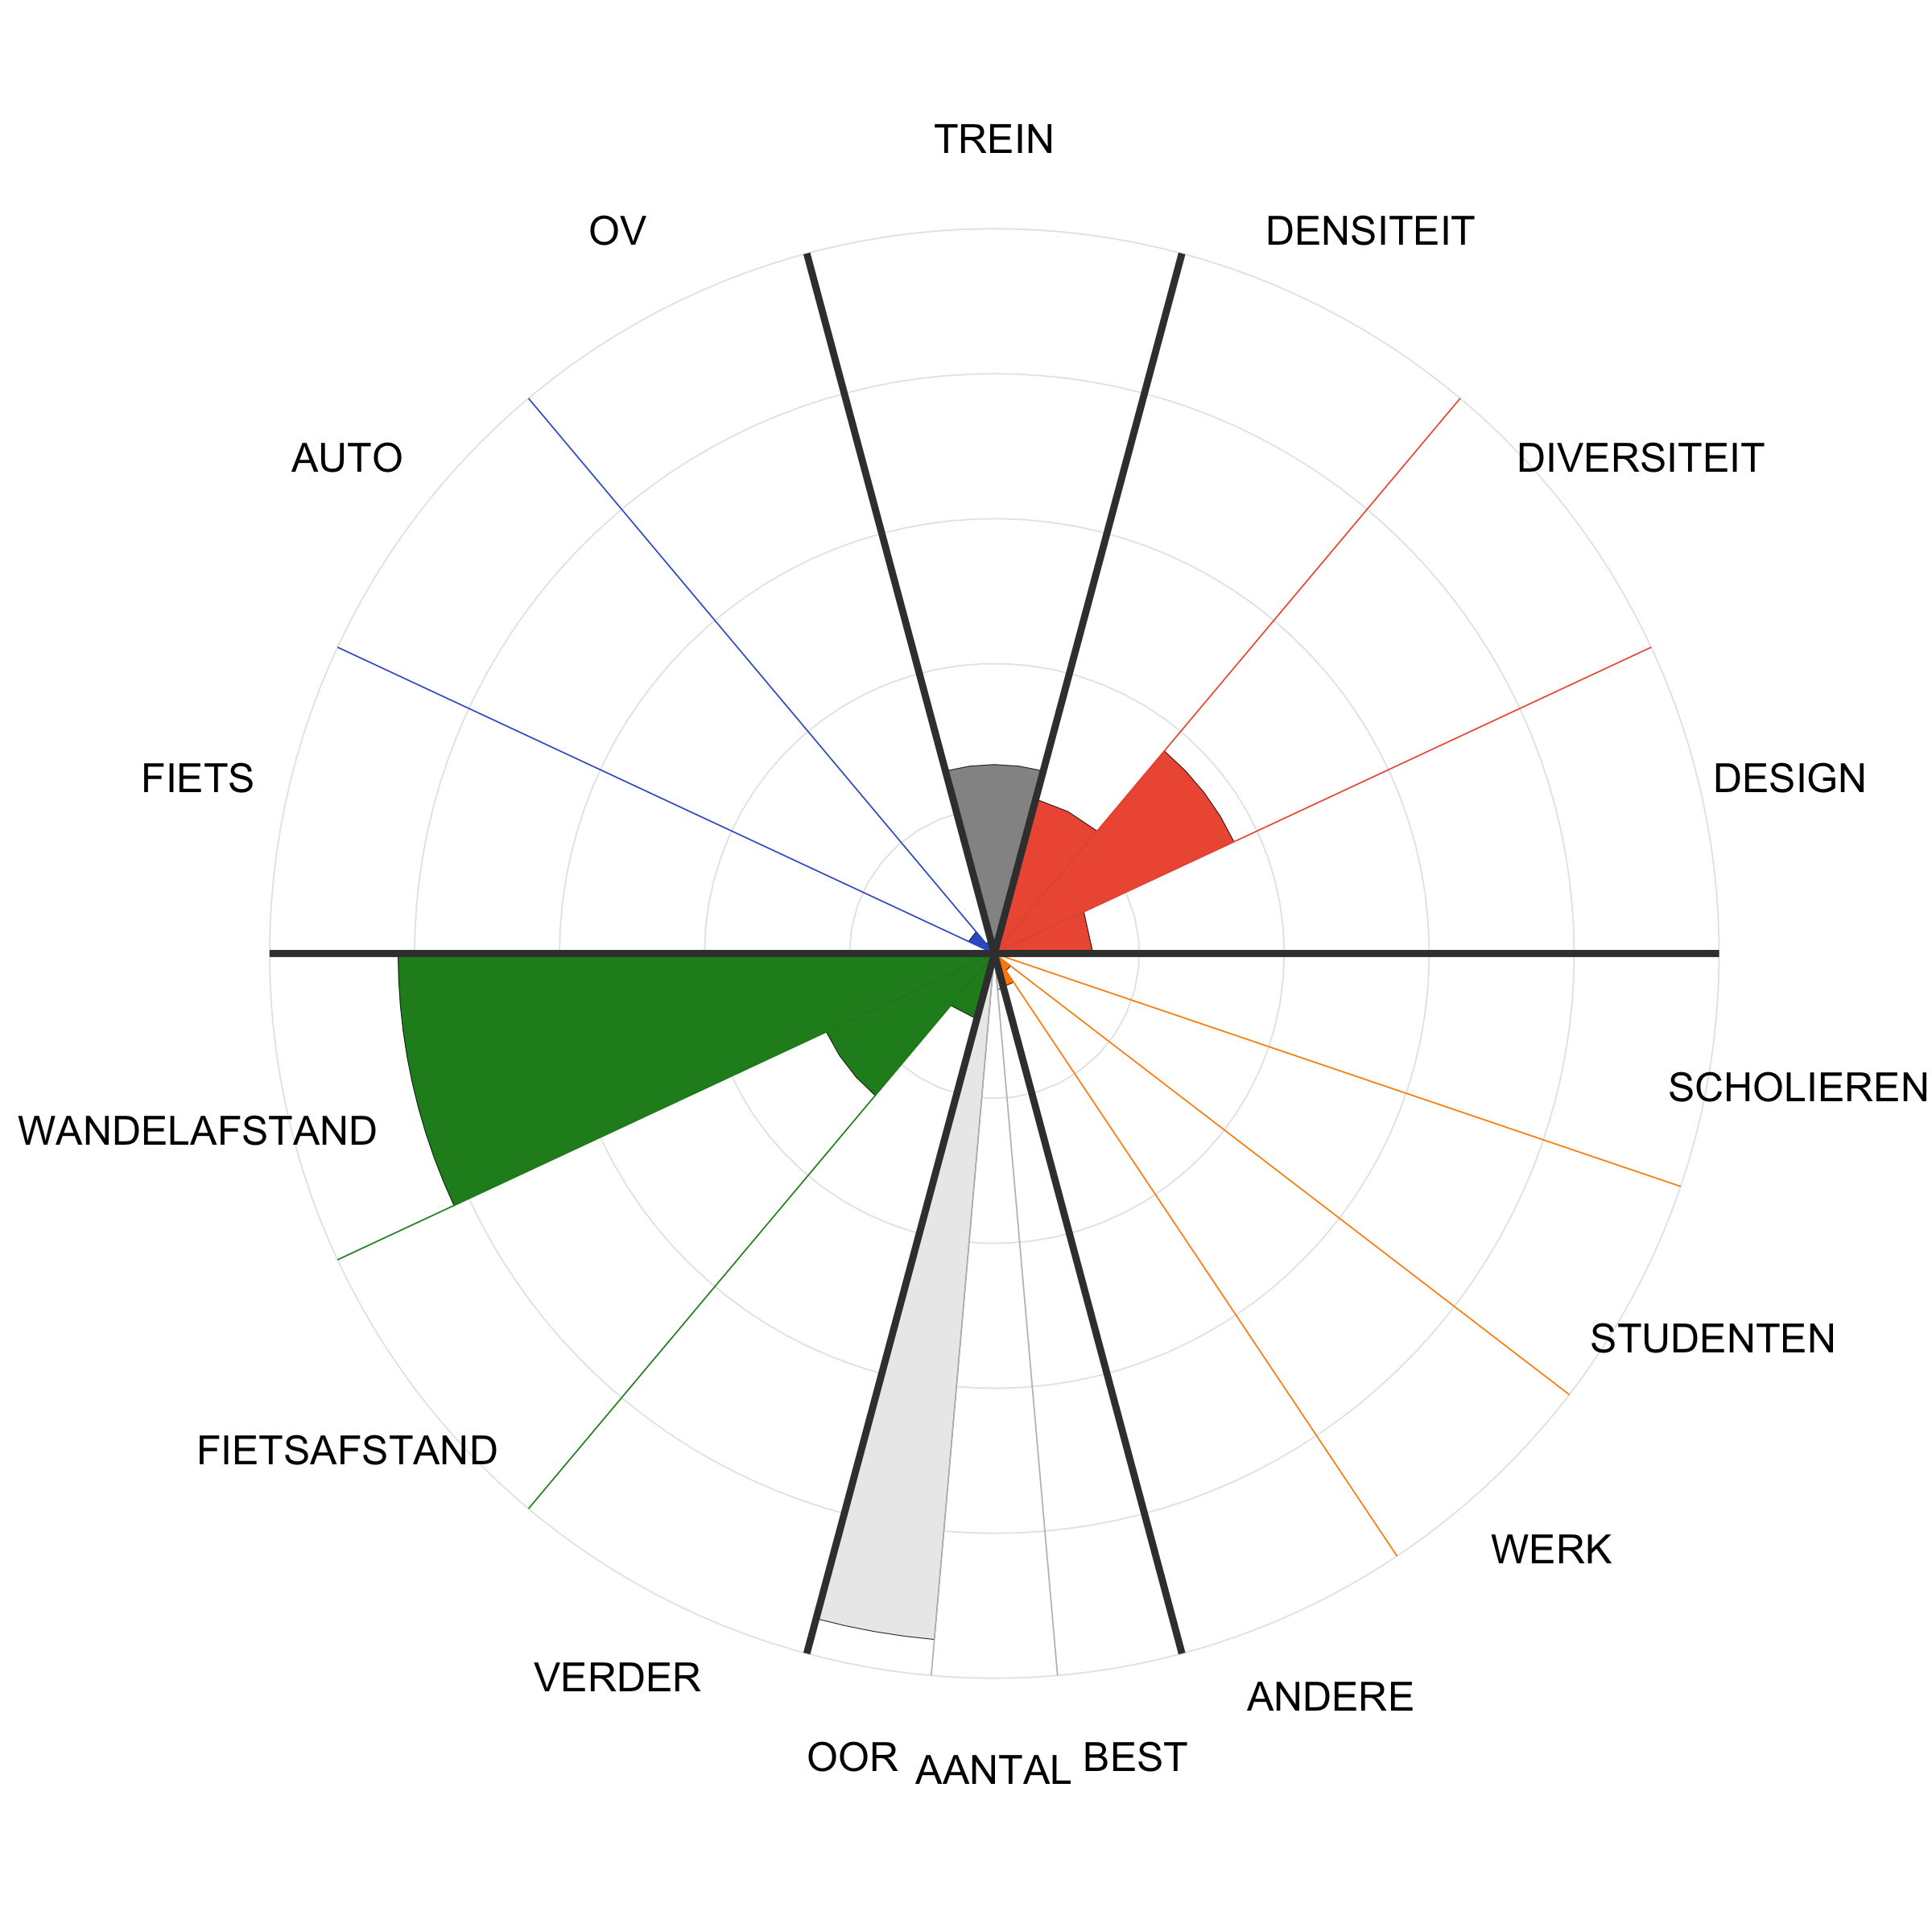 TREIN
OV
DENSITEIT
AUTO
DIVERSITEIT
FIETS
DESIGN
SCHOLIEREN
WANDELAFSTAND
STUDENTEN
FIETSAFSTAND
WERK
VERDER
ANDERE
OOR
AANTAL
BEST